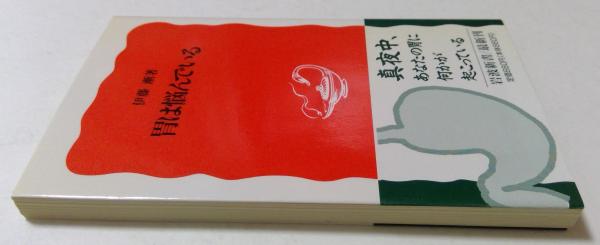 胃は悩んでいる
伊藤 漸著
真夜中、
あなたの胃に
何かが
起こっている
岩波新書 最新刊